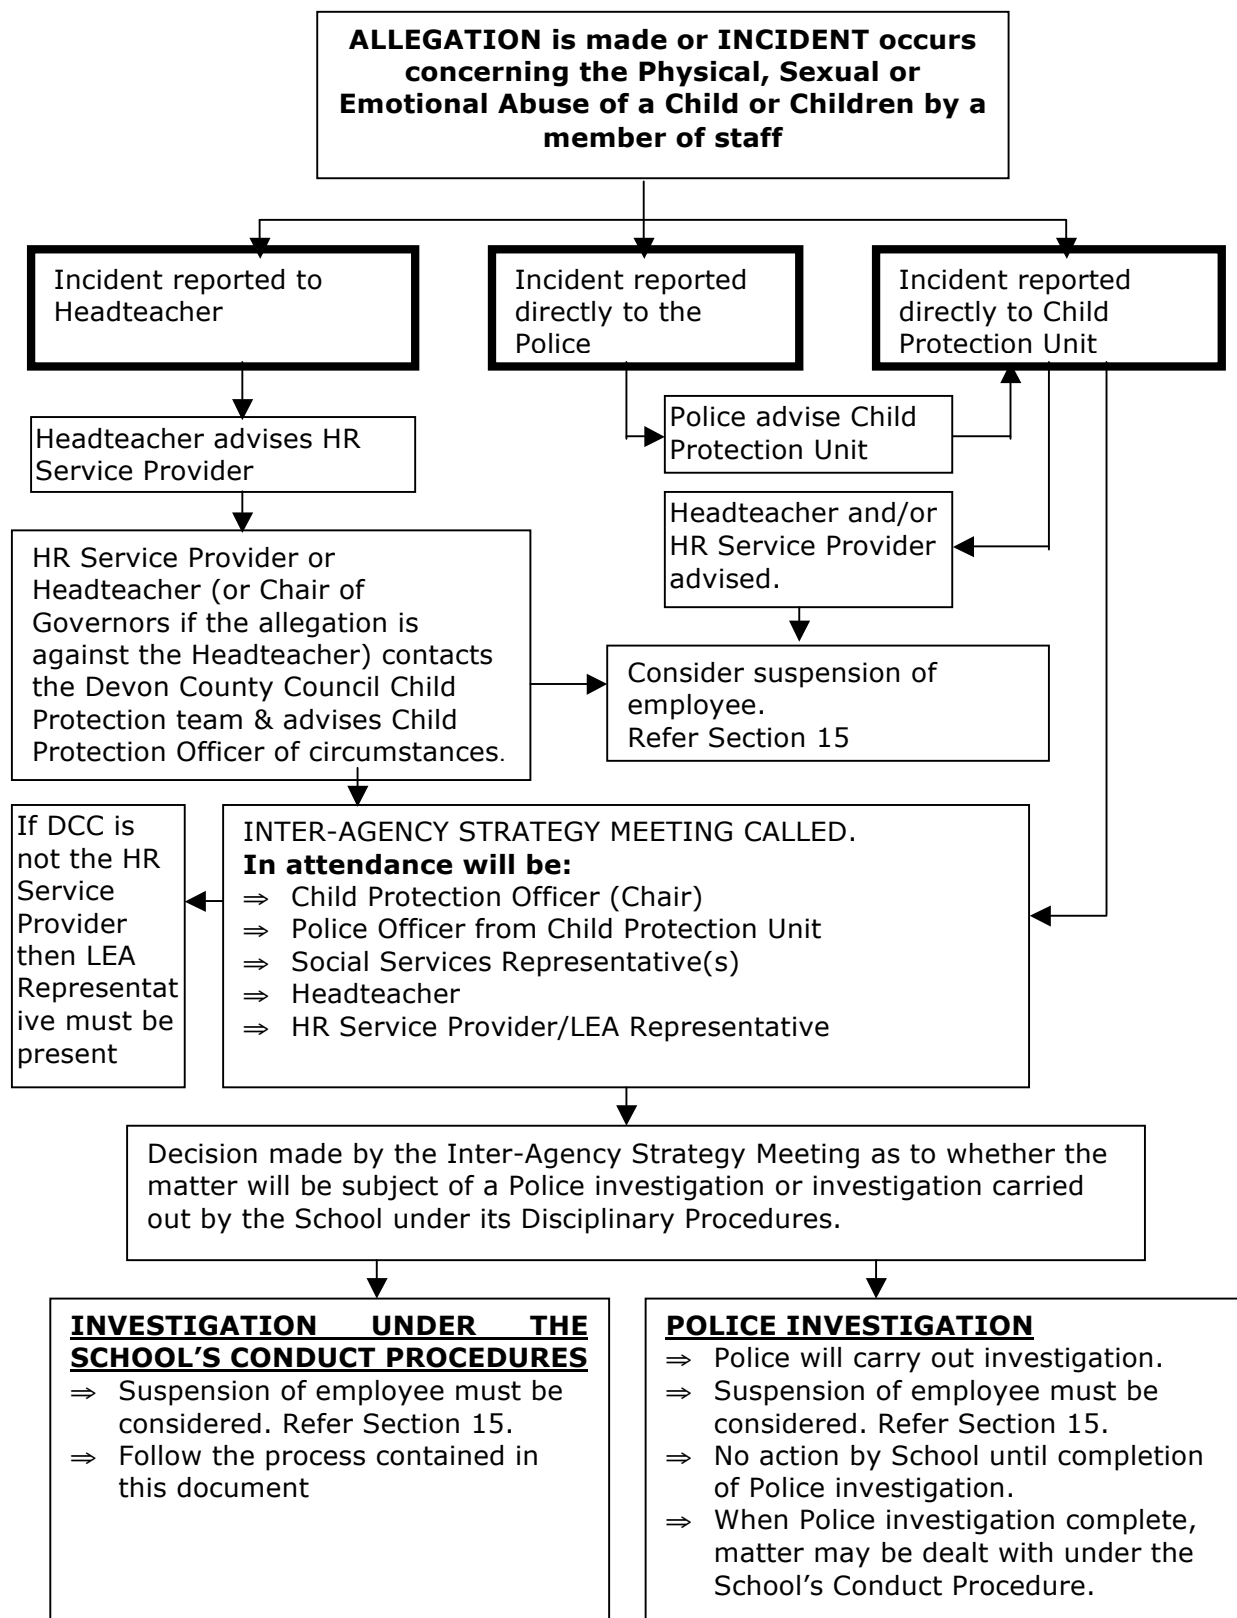 ALLEGATION is made or INCIDENT occurs
concerning the Physical, Sexual or
Emotional Abuse of a Child or Children by a
member of staff
Incident reported to
Headteacher
Incident reported
directly to the
Police
Incident reported
directly to Child
Protection Unit
Headteacher advises HR
Service Provider
Police advise Child
Protection Unit
Headteacher and/or
HR Service Provider
advised.
HR Service Provider or
Headteacher (or Chair of
Governors if the allegation is
against the Headteacher) contacts
the Devon County Council Child
Protection team & advises Child
Protection Officer of circumstances.
Consider suspension of
employee.
Refer Section 15
If DCC is
not the HR
Service
Provider
then LEA
Representat
ive must be
present
INTER-AGENCY STRATEGY MEETING CALLED.
In attendance will be:
⇒ Child Protection Officer (Chair)
⇒ Police Officer from Child Protection Unit
⇒ Social Services Representative(s)
⇒ Headteacher
⇒ HR Service Provider/LEA Representative
Decision made by the Inter-Agency Strategy Meeting as to whether the
matter will be subject of a Police investigation or investigation carried
out by the School under its Disciplinary Procedures.
INVESTIGATION UNDER THE
SCHOOL'S CONDUCT PROCEDURES
⇒ Suspension of employee must be
considered. Refer Section 15.
⇒ Follow the process contained in
this document
POLICE INVESTIGATION
⇒ Police will carry out investigation.
⇒ Suspension of employee must be
considered. Refer Section 15.
⇒ No action by School until completion
of Police investigation.
⇒ When Police investigation complete,
matter may be dealt with under the
School's Conduct Procedure.